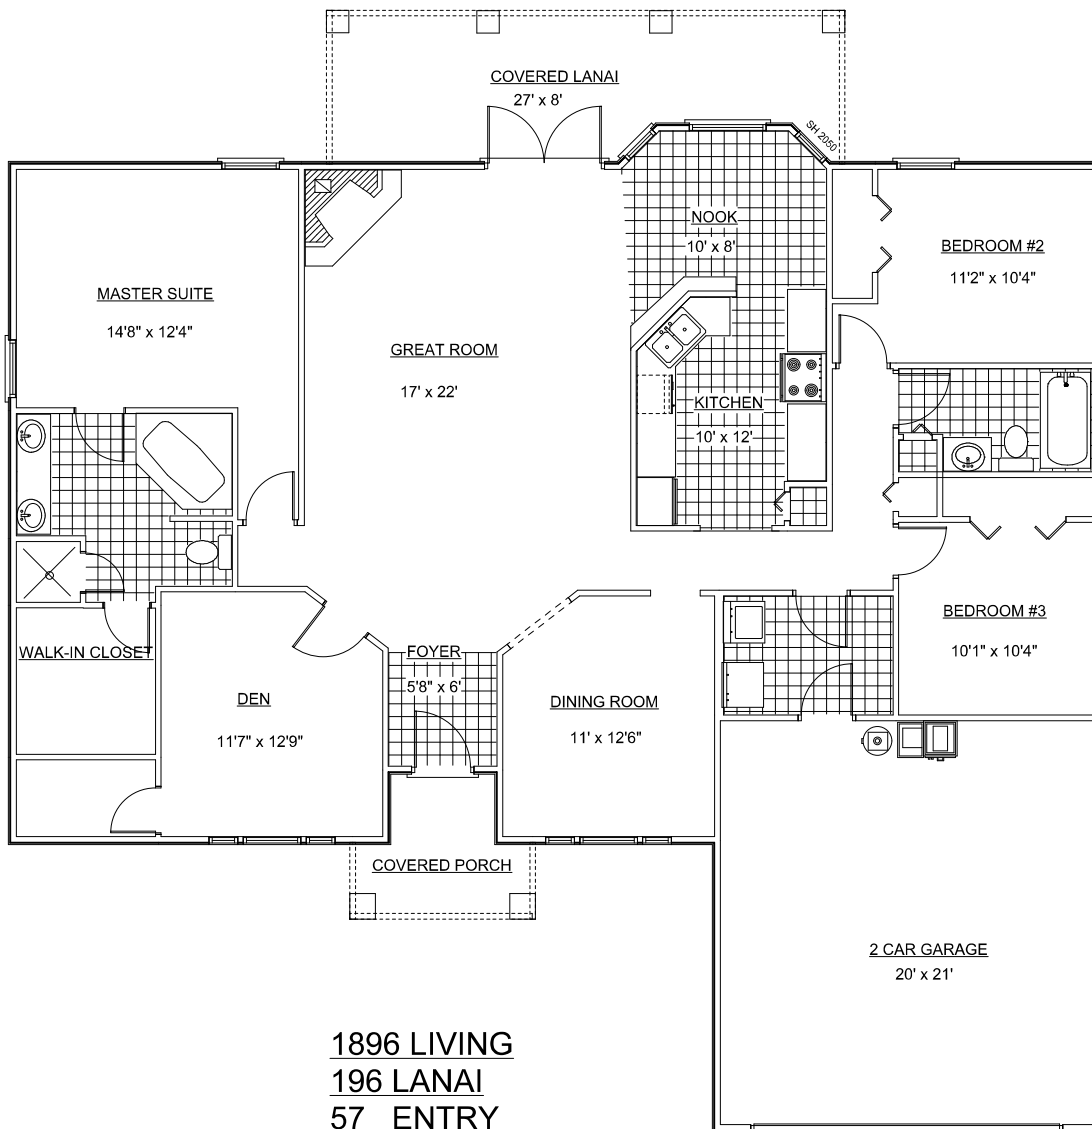 COVERED LANAI
27' x 8'
SH 2050
NOOK
10' x 8'
BEDROOM #2
11'2" x 10'4"
MASTER SUITE
14'8" x 12'4"
GREAT ROOM
17' x 22'
KITCHEN
10' x 12'
BEDROOM #3
10'1" x 10'4"
WALK-IN CLOSET
FOYER
5'8" x 6'
DEN
11'7" x 12'9"
DINING ROOM
11' x 12'6"
COVERED PORCH
2 CAR GARAGE
20' x 21'
1896 LIVING
196 LANAI
57 ENTRY